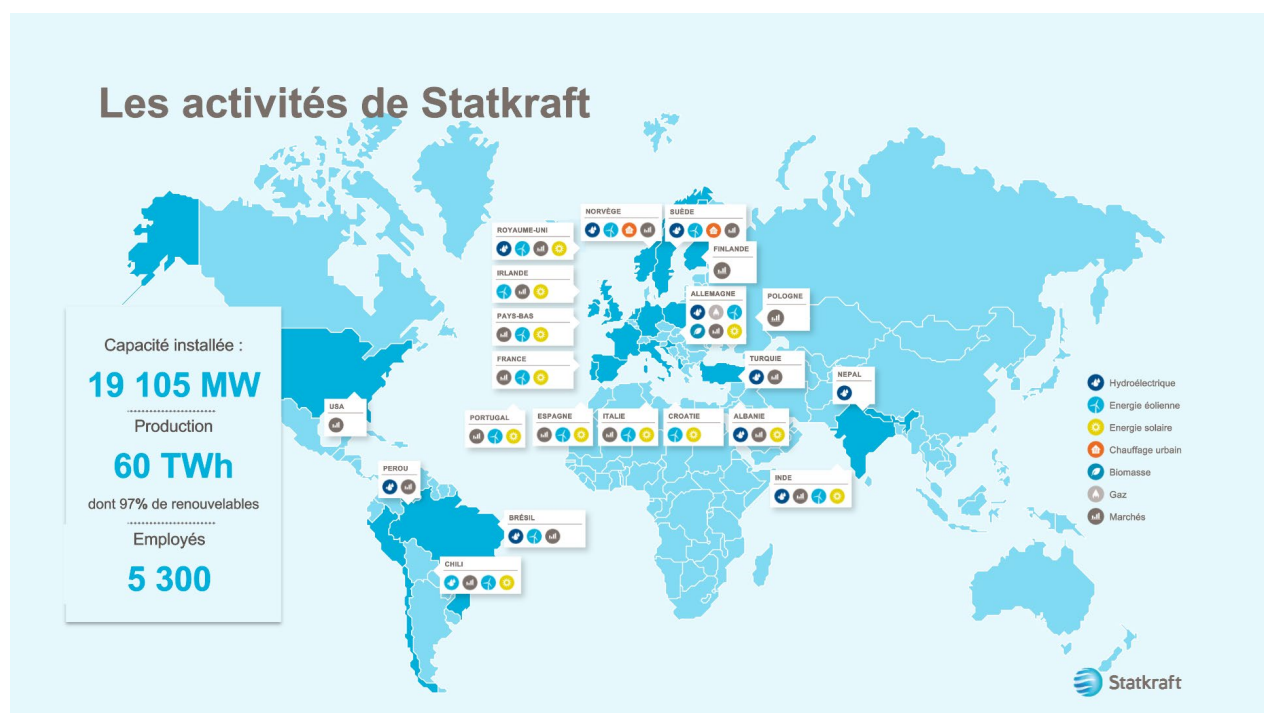 Les activités de Statkraft
NORVÈGE
SUÈDE
ROYAUME-UNI
FINLANDE
IRLANDE
ALLEMAGNE
POLOGNE
PAYS-BAS
FRANCE
TURQUIE
NEPAL
USA
PORTUGAL
ESPAGNE
ITALIE
CROATIE
ALBANIE
PEROU
INDE
BRÉSIL
CHILI
Capacité installée :
19 105 MW
Production
60 TWh
dont 97% de renouvelables
Employés
5 300
Hydroélectrique
Energie éolienne
Energie solaire
Chauffage urbain
Biomasse
Gaz
Marchés
Statkraft